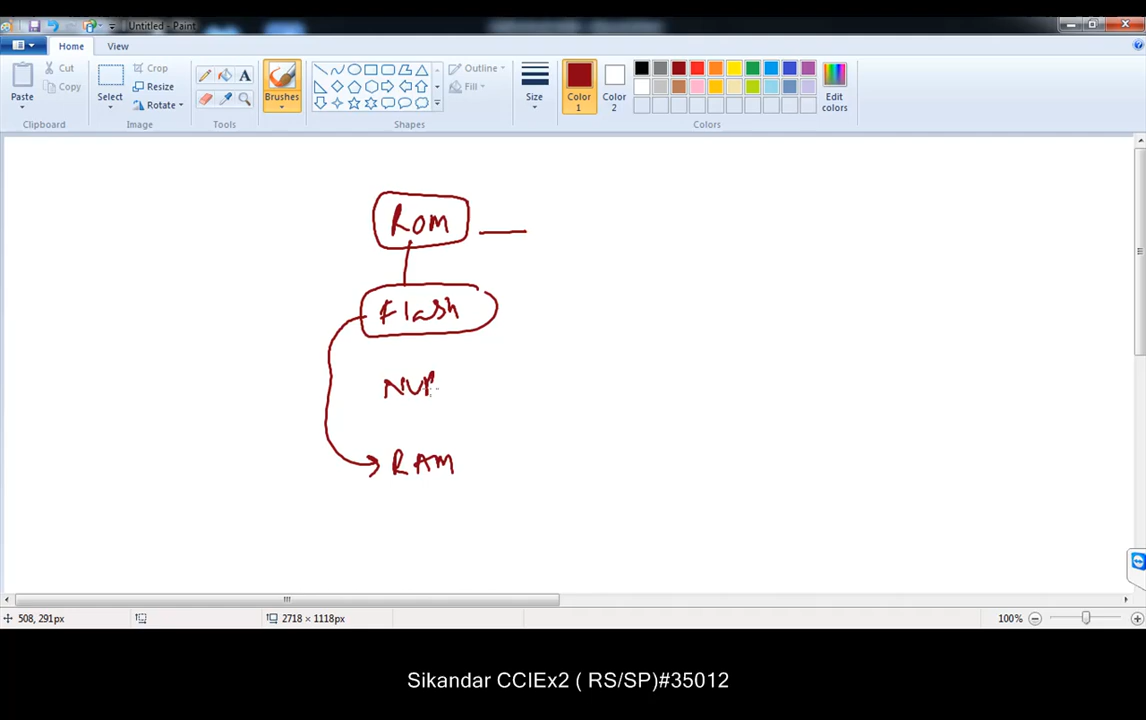 Untitled - Paint
Home View
Paste
Cut
Copy
Clipboard
Select
Crop
Resize
Rotate
Image
Tools
Brushes
Outline
Fill
Shapes
Size
Color 1
Color 2
Edit colors
Colors
Rom
Flash
NVR
RAM
508, 291px
2718 × 1118px
100%
Sikandar CCIEx2 ( RS/SP)#35012